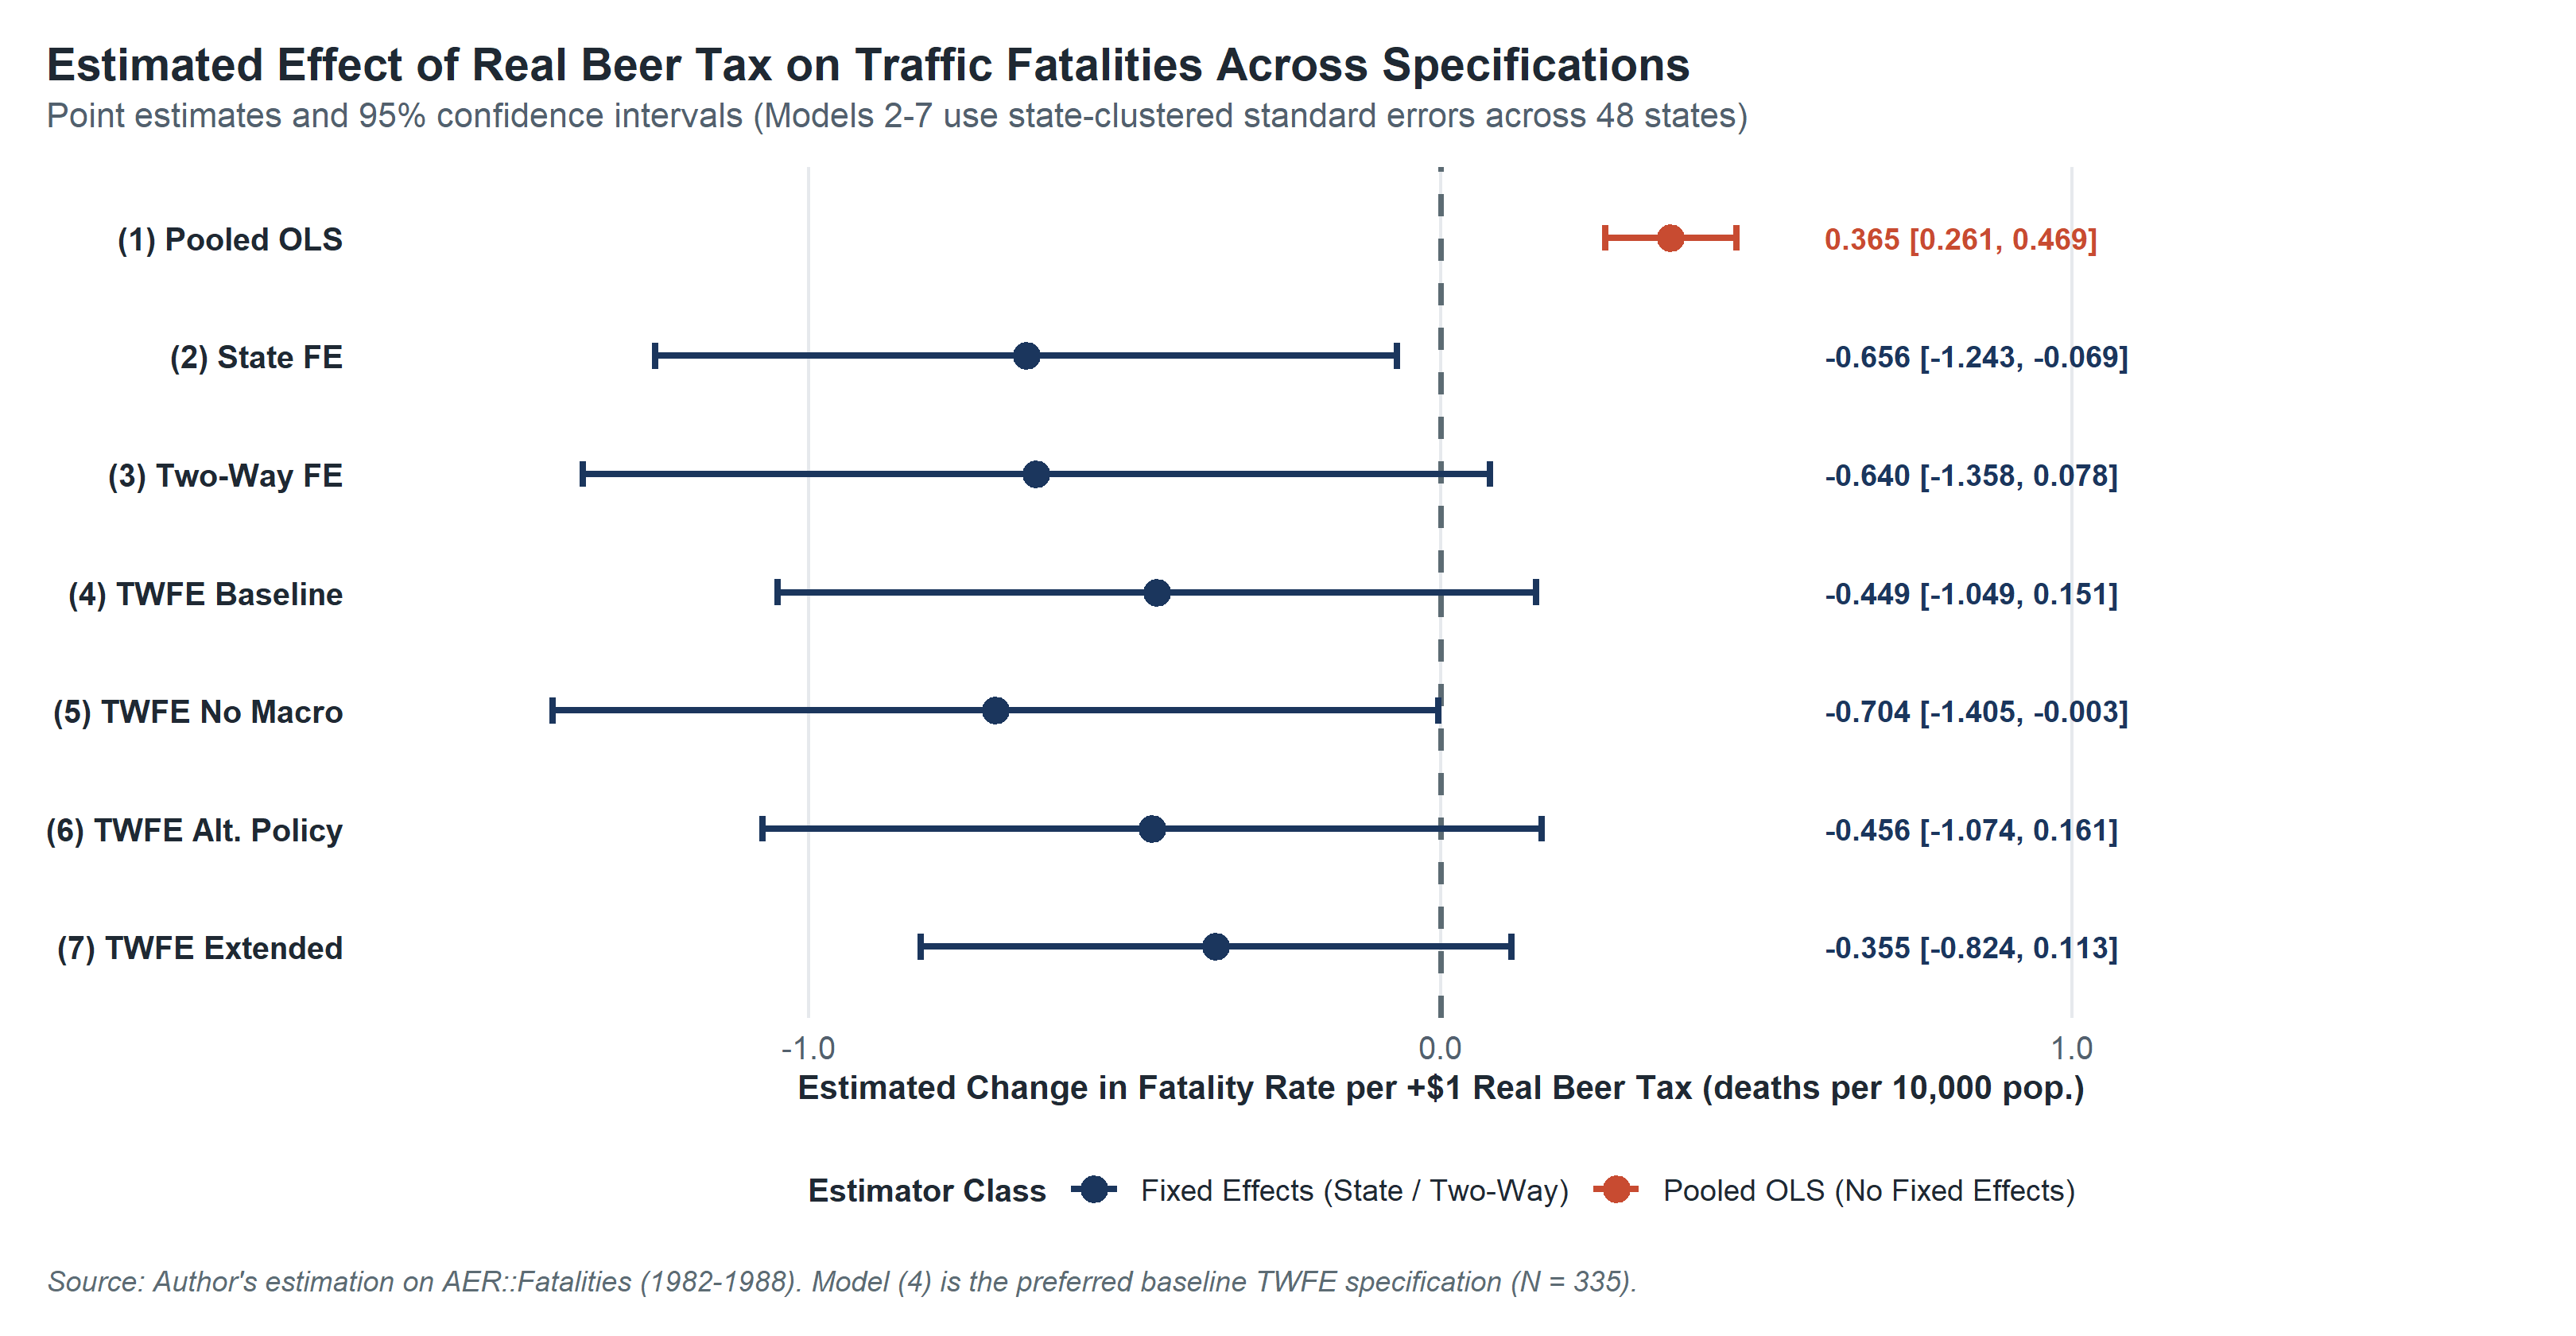 Estimated Effect of Real Beer Tax on Traffic Fatalities Across Specifications
Point estimates and 95% confidence intervals (Models 2-7 use state-clustered standard errors across 48 states)
(1) Pooled OLS 0.365 [0.261, 0.469]
(2) State FE -0.656 [-1.243, -0.069]
(3) Two-Way FE -0.640 [-1.358, 0.078]
(4) TWFE Baseline -0.449 [-1.049, 0.151]
(5) TWFE No Macro -0.704 [-1.405, -0.003]
(6) TWFE Alt. Policy -0.456 [-1.074, 0.161]
(7) TWFE Extended -0.355 [-0.824, 0.113]
-1.0 0.0 1.0
Estimated Change in Fatality Rate per +$1 Real Beer Tax (deaths per 10,000 pop.)
Estimator Class Fixed Effects (State / Two-Way) Pooled OLS (No Fixed Effects)
Source: Author's estimation on AER::Fatalities (1982-1988). Model (4) is the preferred baseline TWFE specification (N = 335).